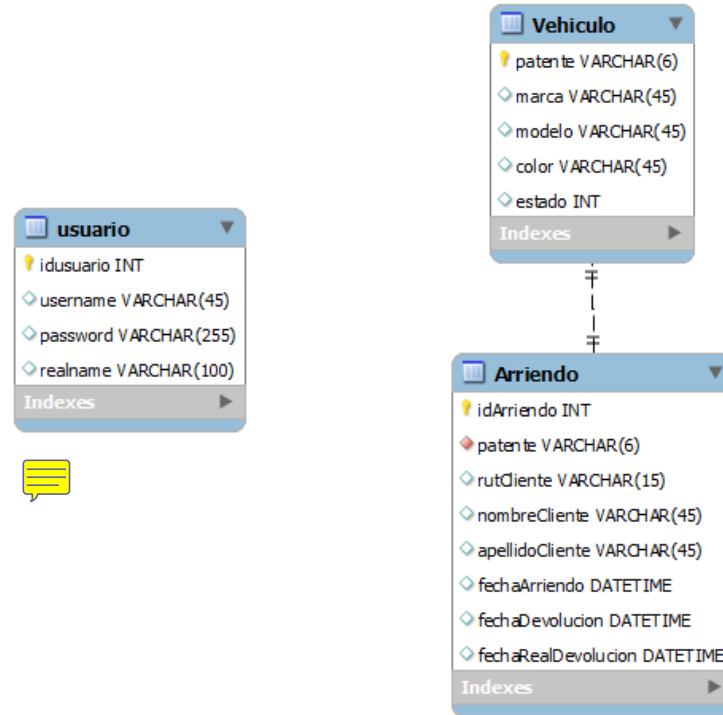 Vehiculo
patente VARCHAR(6)
marca VARCHAR(45)
modelo VARCHAR(45)
color VARCHAR(45)
estado INT
Indexes
usuario
idusuario INT
username VARCHAR(45)
password VARCHAR(255)
realname VARCHAR(100)
Indexes
Arriendo
idArriendo INT
patente VARCHAR(6)
rutCliente VARCHAR(15)
nombreCliente VARCHAR(45)
apellidoCliente VARCHAR(45)
fechaArriendo DATETIME
fechaDevolucion DATETIME
fechaRealDevolucion DATETIME
Indexes